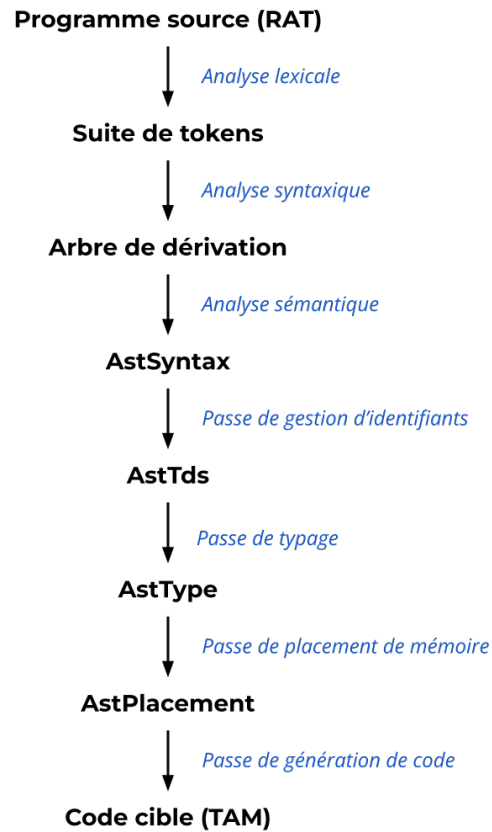 Programme source (RAT)
Analyse lexicale
Suite de tokens
Analyse syntaxique
Arbre de dérivation
Analyse sémantique
AstSyntax
Passe de gestion d'identifiants
AstTds
Passe de typage
AstType
Passe de placement de mémoire
AstPlacement
Passe de génération de code
Code cible (TAM)